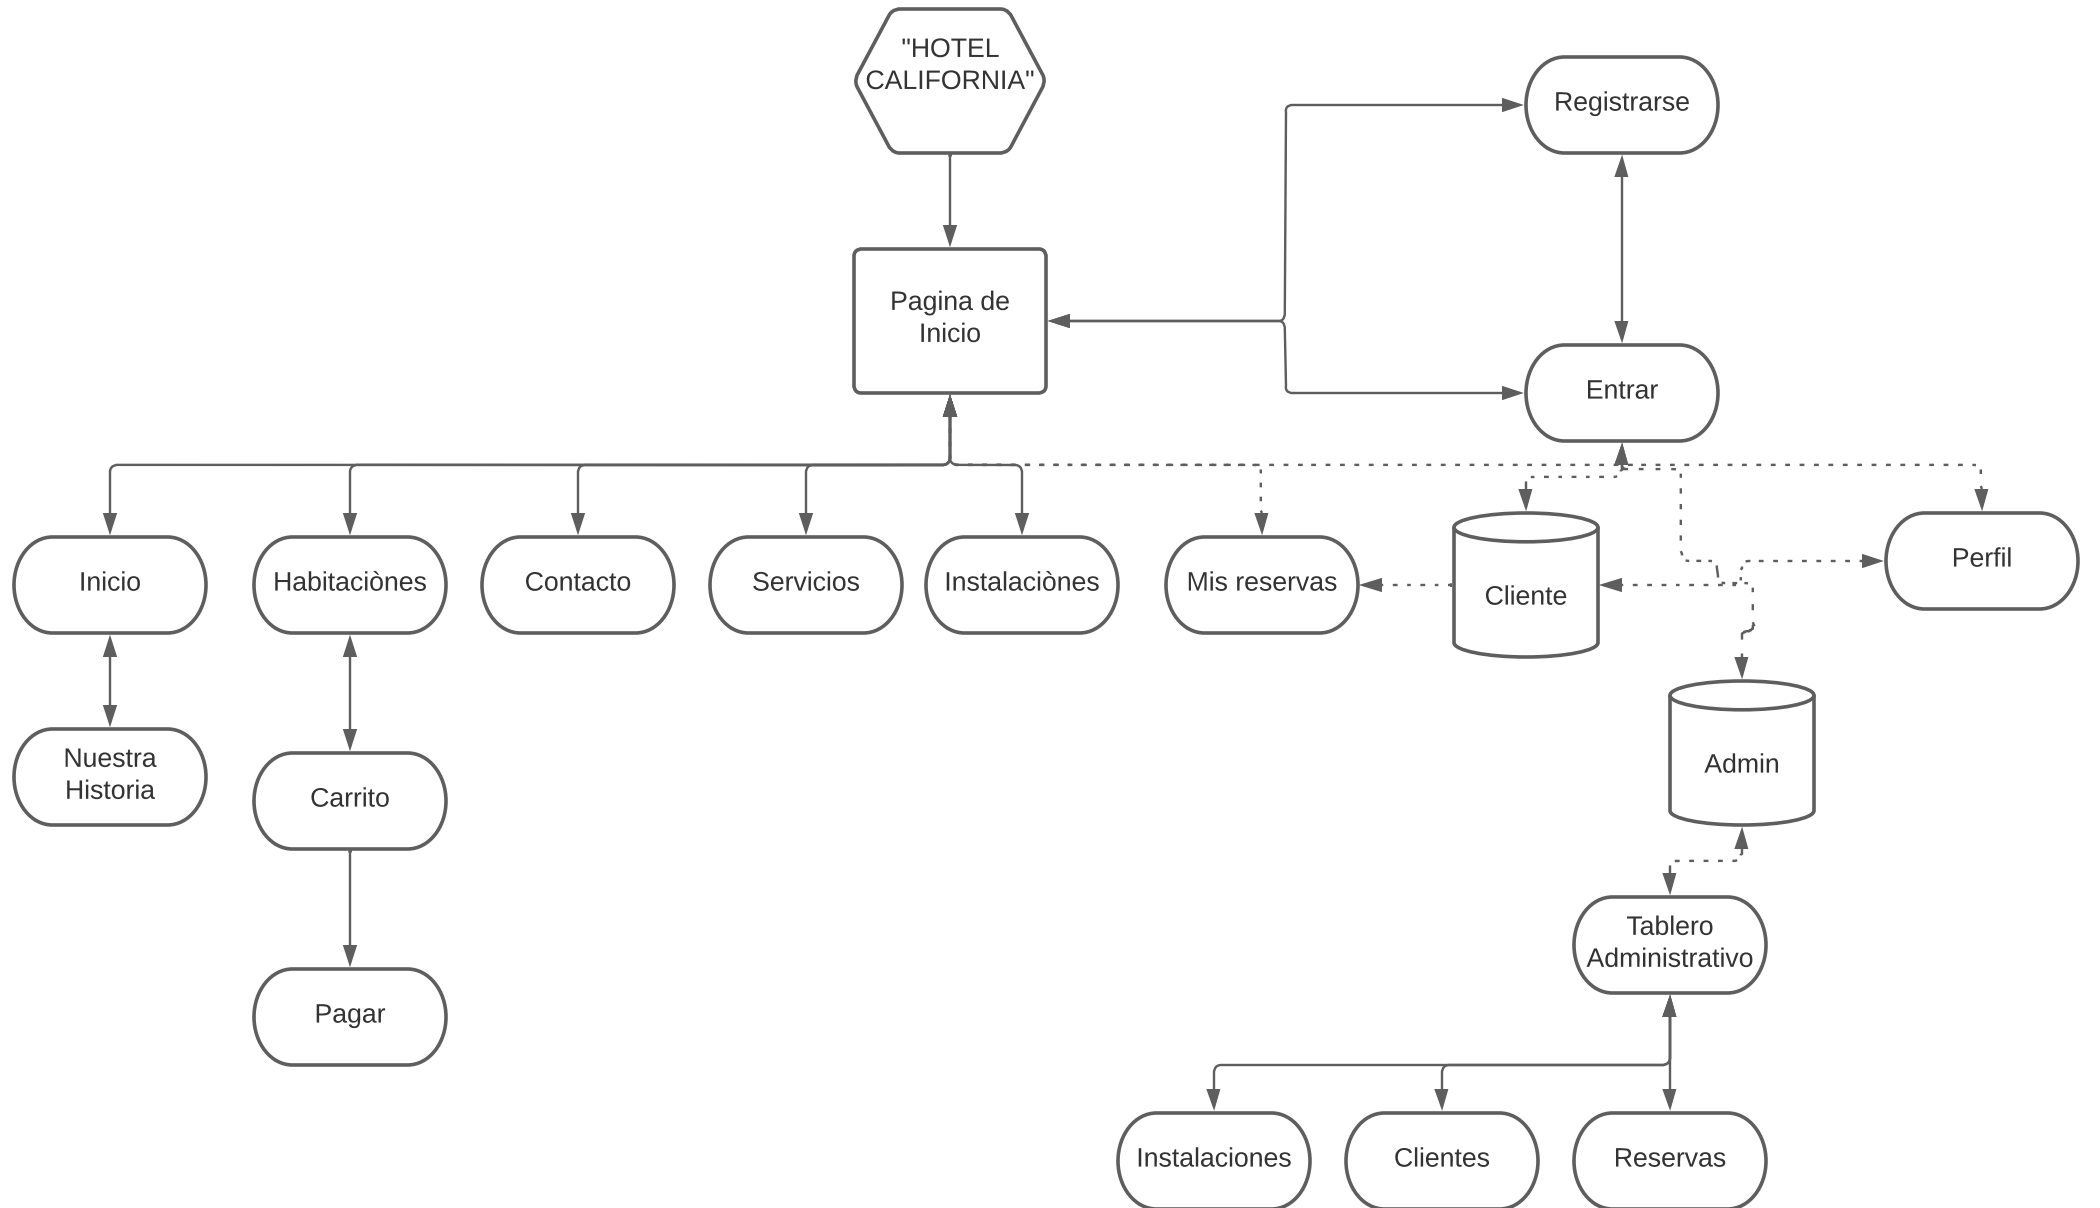 "HOTEL
CALIFORNIA"
Registrarse
Pagina de
Inicio
Entrar
Inicio
Habitaciònes
Contacto
Servicios
Instalaciònes
Mis reservas
Cliente
Perfil
Nuestra
Historia
Carrito
Admin
Pagar
Tablero
Administrativo
Instalaciones
Clientes
Reservas